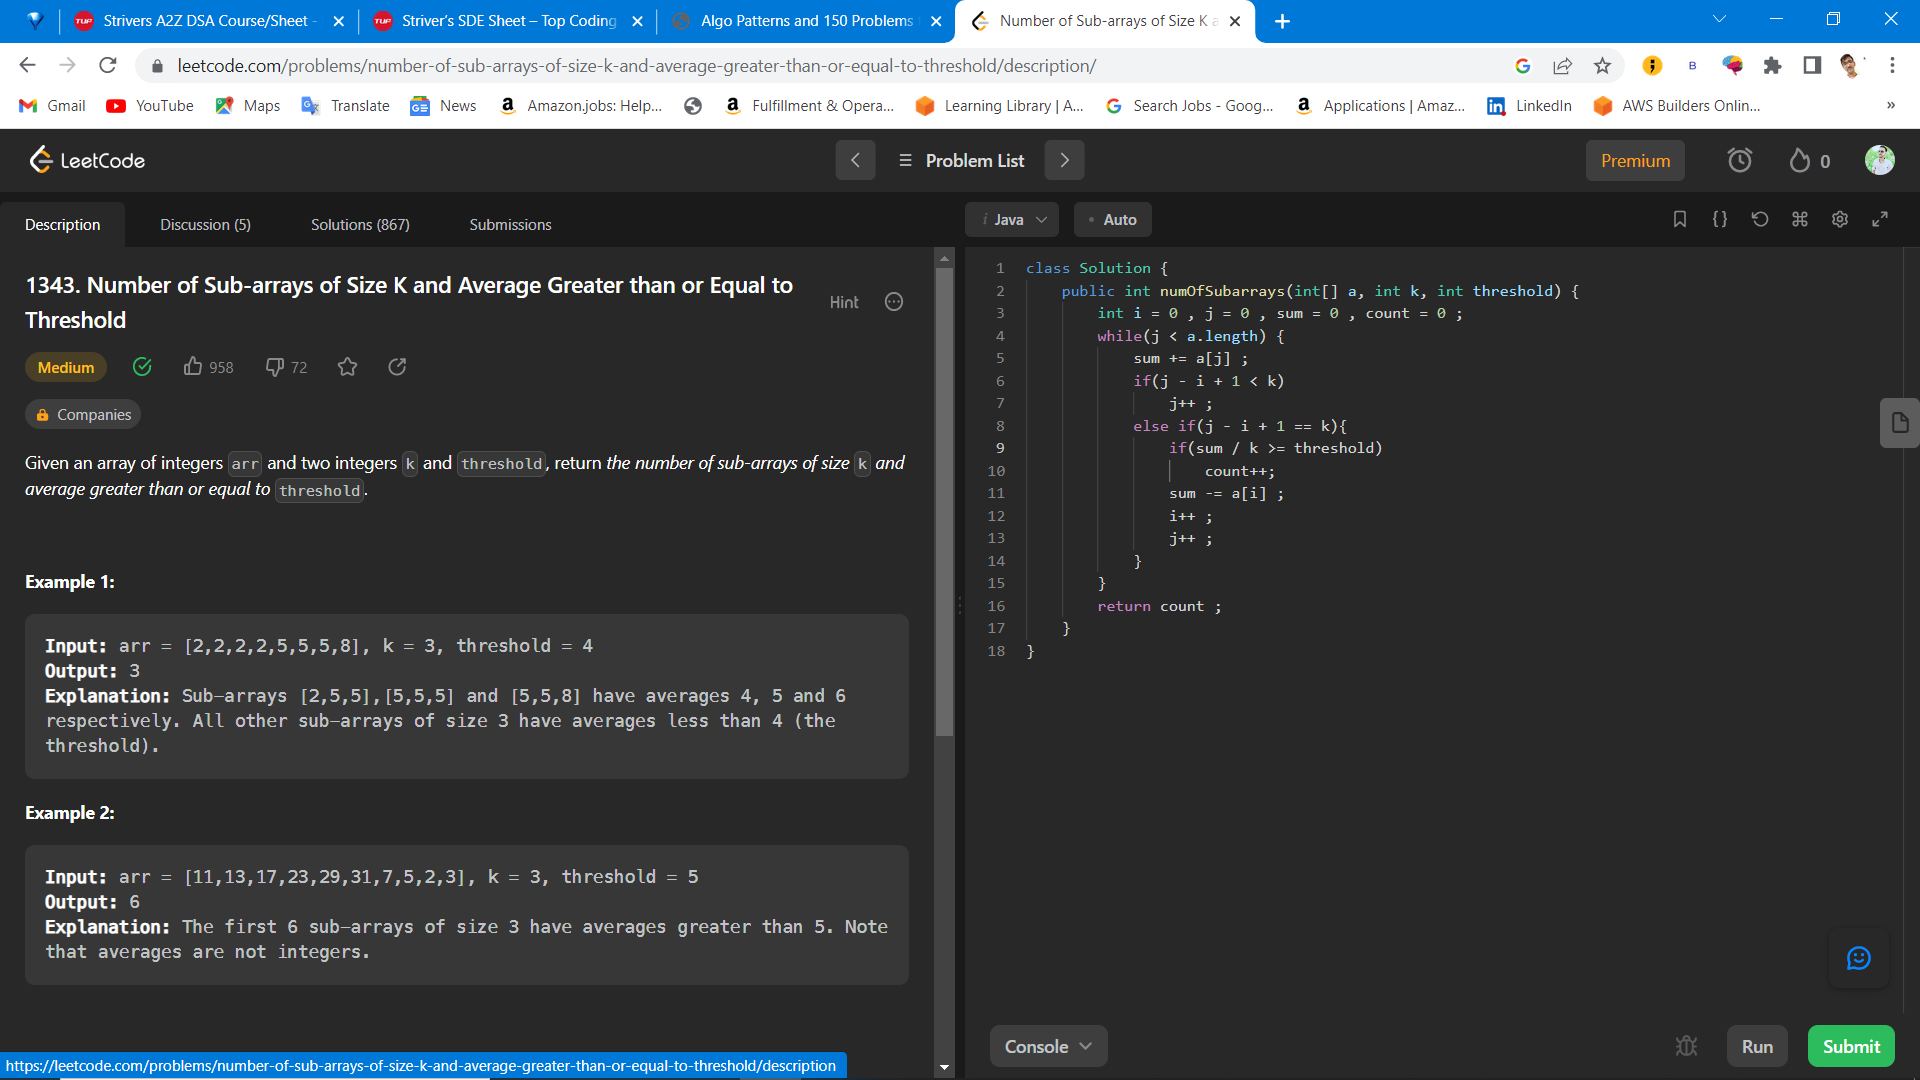 Strivers A2Z DSA Course/Sheet -
Striver's SDE Sheet – Top Coding
Algo Patterns and 150 Problems
Number of Sub-arrays of Size K a
leetcode.com/problems/number-of-sub-arrays-of-size-k-and-average-greater-than-or-equal-to-threshold/description/
Gmail
YouTube
Maps
Translate
News
Amazon.jobs: Help...
Fulfillment & Opera...
Learning Library | A...
Search Jobs - Goog...
Applications | Amaz...
LinkedIn
AWS Builders Onlin...
»
LeetCode
Problem List
Premium
0
Description
Discussion (5)
Solutions (867)
Submissions
i Java
• Auto
1343. Number of Sub-arrays of Size K and Average Greater than or Equal to
Threshold
Hint
Medium
958
72
Companies
Given an array of integers arr and two integers k and threshold, return the number of sub-arrays of size k and
average greater than or equal to threshold.
Example 1:
Input: arr = [2,2,2,2,5,5,5,8], k = 3, threshold = 4
Output: 3
Explanation: Sub-arrays [2,5,5],[5,5,5] and [5,5,8] have averages 4, 5 and 6
respectively. All other sub-arrays of size 3 have averages less than 4 (the
threshold).
Example 2:
Input: arr = [11,13,17,23,29,31,7,5,2,3], k = 3, threshold = 5
Output: 6
Explanation: The first 6 sub-arrays of size 3 have averages greater than 5. Note
that averages are not integers.
https://leetcode.com/problems/number-of-sub-arrays-of-size-k-and-average-greater-than-or-equal-to-threshold/description
1 class Solution {
2 public int numOfSubarrays(int[] a, int k, int threshold) {
3 int i = 0 , j = 0 , sum = 0 , count = 0 ;
4 while(j < a.length) {
5 sum += a[j] ;
6 if(j - i + 1 < k)
7 j++ ;
8 else if(j - i + 1 == k){
9 if(sum / k >= threshold)
10 count++;
11 sum -= a[i] ;
12 i++ ;
13 j++ ;
14 }
15 }
16 return count ;
17 }
18 }
Console
Run
Submit